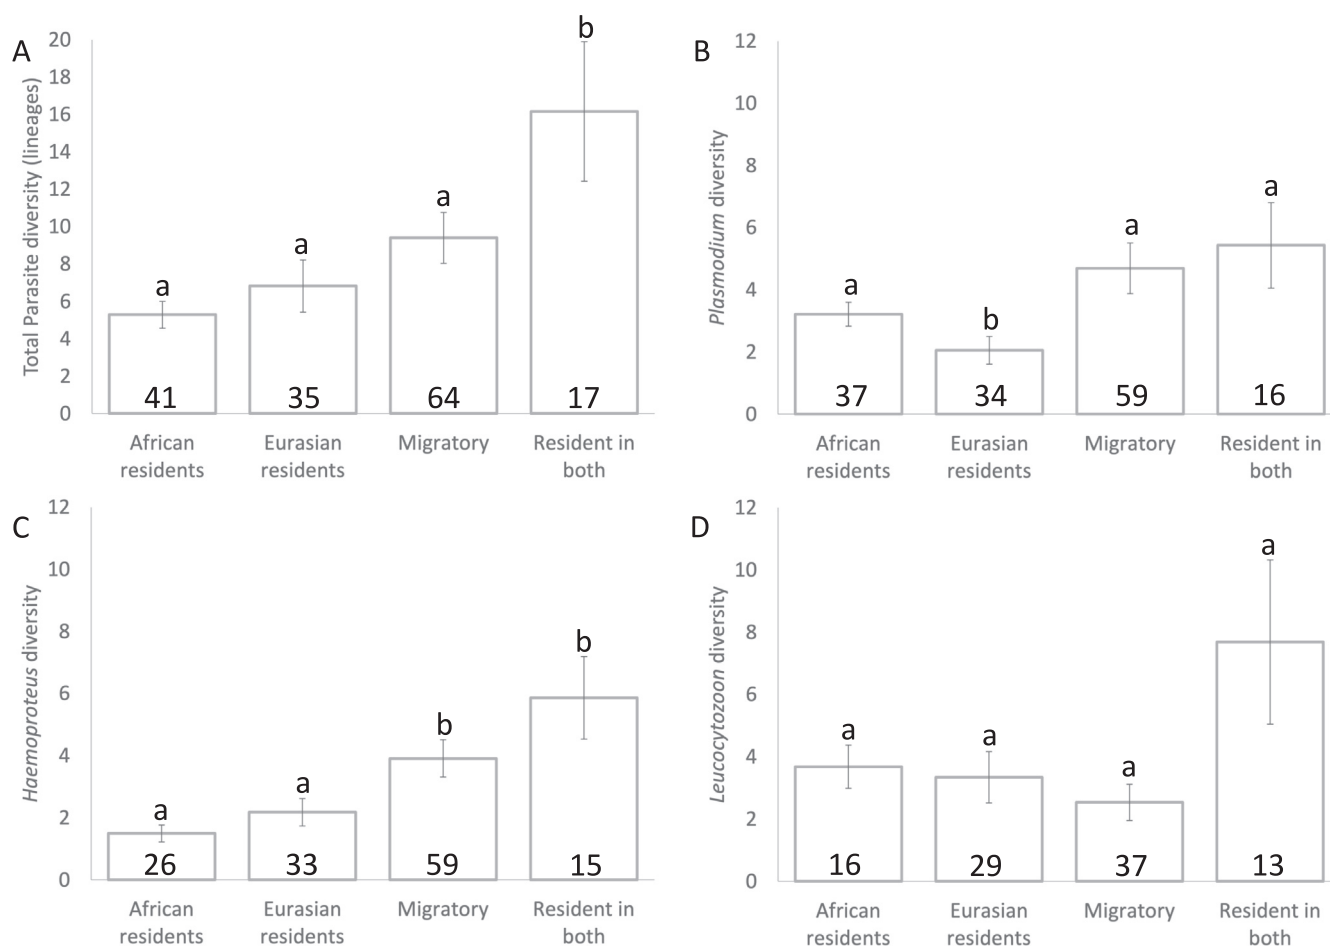 A
Total Parasite diversity (lineages)
20
18
16
14
12
10
8
6
4
2
0
a
a
a
b
41
35
64
17
African
residents
Eurasian
residents
Migratory
Resident in
both
B
Plasmodium diversity
12
10
8
6
4
2
0
a
b
a
a
37
34
59
16
African
residents
Eurasian
residents
Migratory
Resident in
both
C
Haemoproteus diversity
12
10
8
6
4
2
0
a
a
b
b
26
33
59
15
African
residents
Eurasian
residents
Migratory
Resident in
both
D
Leucocytozoon diversity
12
10
8
6
4
2
0
a
a
a
a
16
29
37
13
African
residents
Eurasian
residents
Migratory
Resident in
both